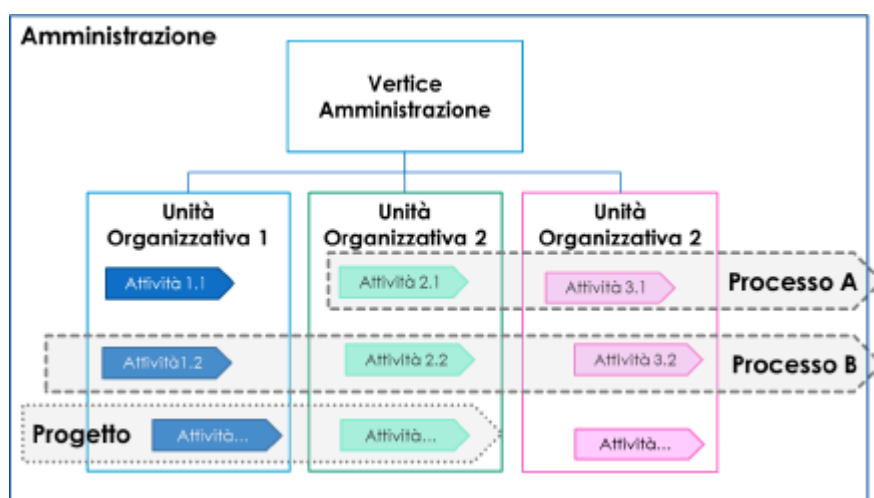 Amministrazione
Vertice
Amministrazione
Unità
Organizzativa 1
Unità
Organizzativa 2
Unità
Organizzativa 2
Attività 1.1
Attività 2.1
Attività 3.1
Processo A
Attività1.2
Attività 2.2
Attività 3.2
Processo B
Progetto
Attività...
Attività...
Attività...